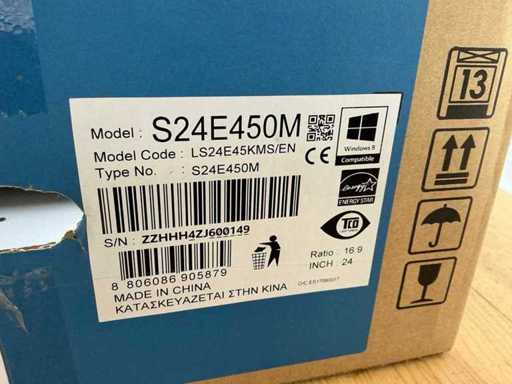 Model : S24E450M
Model Code : LS24E45KMS/EN
Type No. : S24E450M
Windows 8
Compatible
CE
energy
ENERGY STAR
TCO
S/N : ZZHHH4ZJ600149
Ratio : 16:9
INCH : 24
8 806086 905879
MADE IN CHINA
ΚΑΤΑΣΚΕΥΑΖΕΤΑΙ ΣΤΗΝ ΚΙΝΑ
13